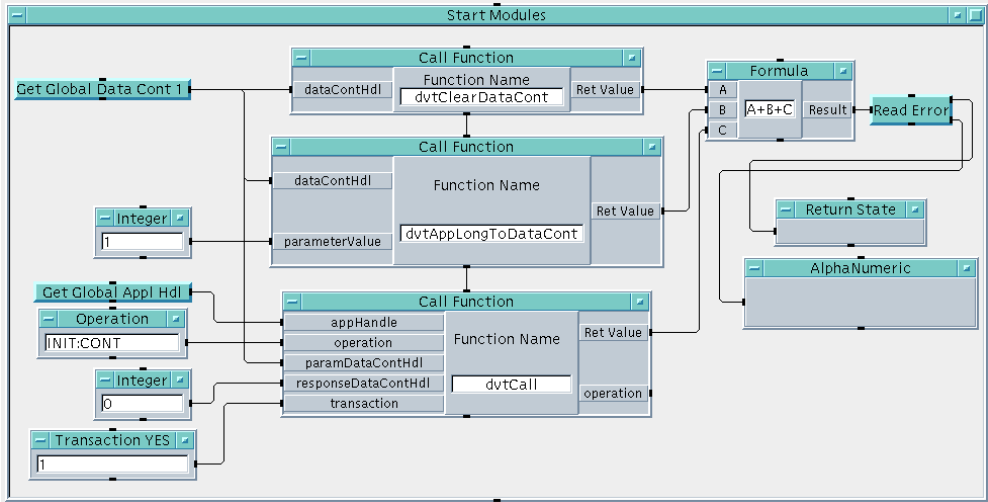 Start Modules
Call Function
Get Global Data Cont 1
dataContHdl
Function Name
dvtClearDataCont
Ret Value
Formula
A
B
C
A+B+C
Result
Read Error
Call Function
dataContHdl
Function Name
Ret Value
dvtAppLongToDataCont
parameterValue
Integer
1
Return State
AlphaNumeric
Get Global Appl Hdl
Call Function
Operation
INIT:CONT
appHandle
operation
paramDataContHdl
responseDataContHdl
transaction
Function Name
dvtCall
Ret Value
operation
Integer
0
Transaction YES
1